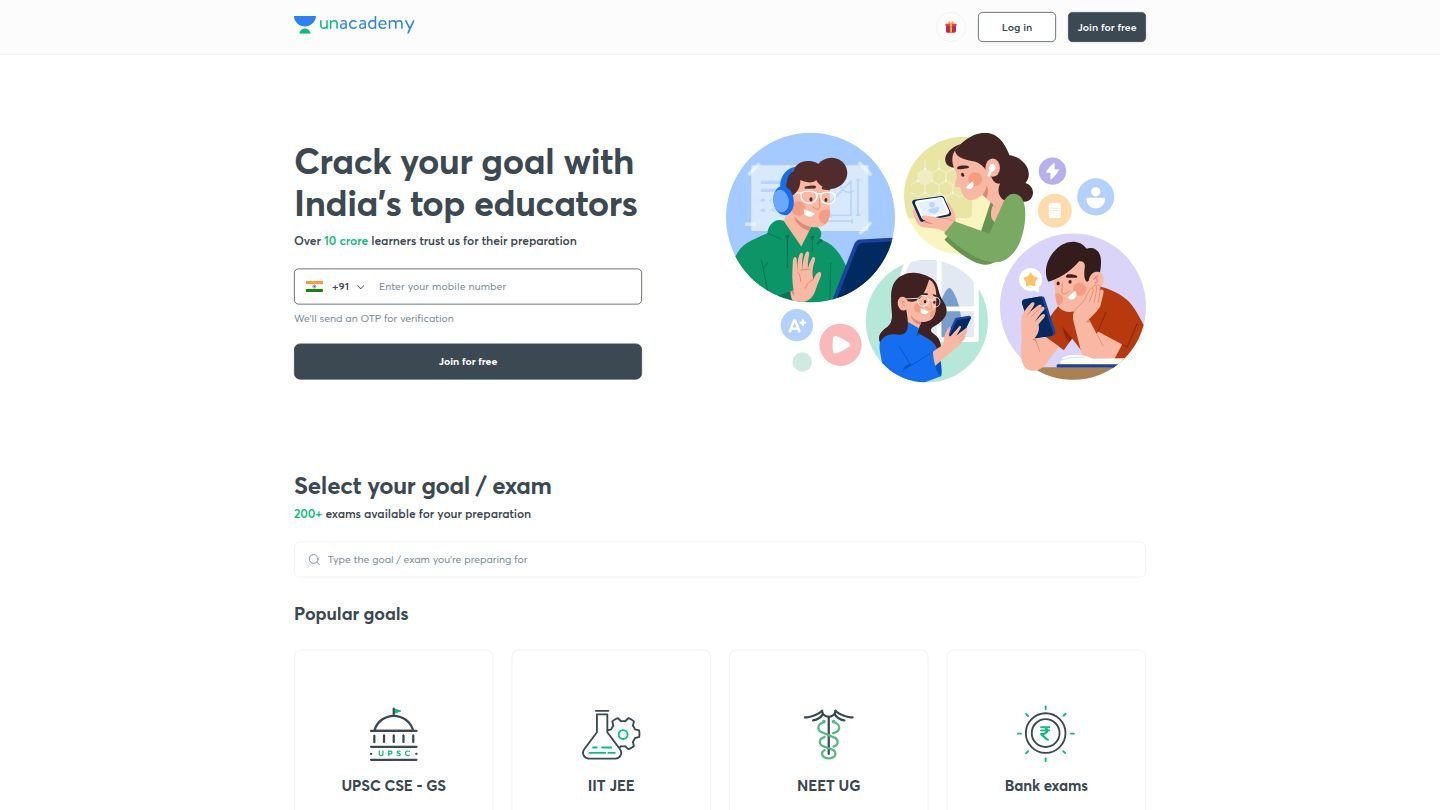 unacademy
Log in
Join for free
Crack your goal with
India's top educators
Over 10 crore learners trust us for their preparation
+91
Enter your mobile number
We'll send an OTP for verification
Join for free
A+
Select your goal / exam
200+ exams available for your preparation
Type the goal / exam you're preparing for
Popular goals
UPSC
₹
UPSC CSE - GS
IIT JEE
NEET UG
Bank exams